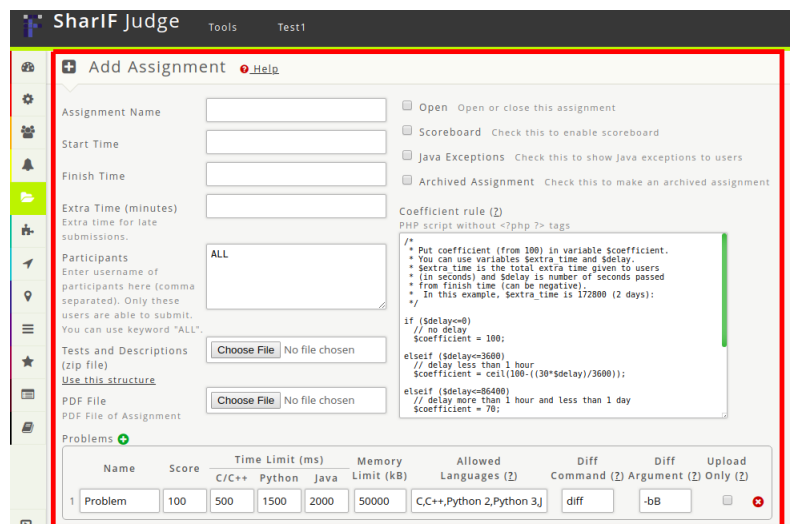 SharIF Judge Tools Test1
Add Assignment Help
Assignment Name
Start Time
Finish Time
Extra Time (minutes)
Extra time for late
submissions.
Participants
Enter username of
participants here (comma
separated). Only these
users are able to submit.
You can use keyword "ALL".
ALL
Tests and Descriptions
(zip file)
Use this structure
Choose File No file chosen
PDF File
PDF File of Assignment
Choose File No file chosen
Open Open or close this assignment
Scoreboard Check this to enable scoreboard
Java Exceptions Check this to show Java exceptions to users
Archived Assignment Check this to make an archived assignment
Coefficient rule (?)
PHP script without <?php ?> tags
/*
* Put coefficient (from 100) in variable $coefficient.
* You can use variables $extra_time and $delay.
* $extra_time is the total extra time given to users
* (in seconds) and $delay is number of seconds passed
* from finish time (can be negative).
* In this example, $extra_time is 172800 (2 days):
*/
if ($delay<=0)
// no delay
$coefficient = 100;
elseif ($delay<=3600)
// delay less than 1 hour
$coefficient = ceil(100-((30*$delay)/3600));
elseif ($delay<=86400)
// delay more than 1 hour and less than 1 day
$coefficient = 70;
Problems
Name Score Time Limit (ms) Memory Limit (kB) Allowed Languages (?) Diff Command (?) Diff Argument (?) Upload Only (?)
C/C++ Python Java
1 Problem 100 500 1500 2000 50000 C,C++,Python 2,Python 3,J diff -bB